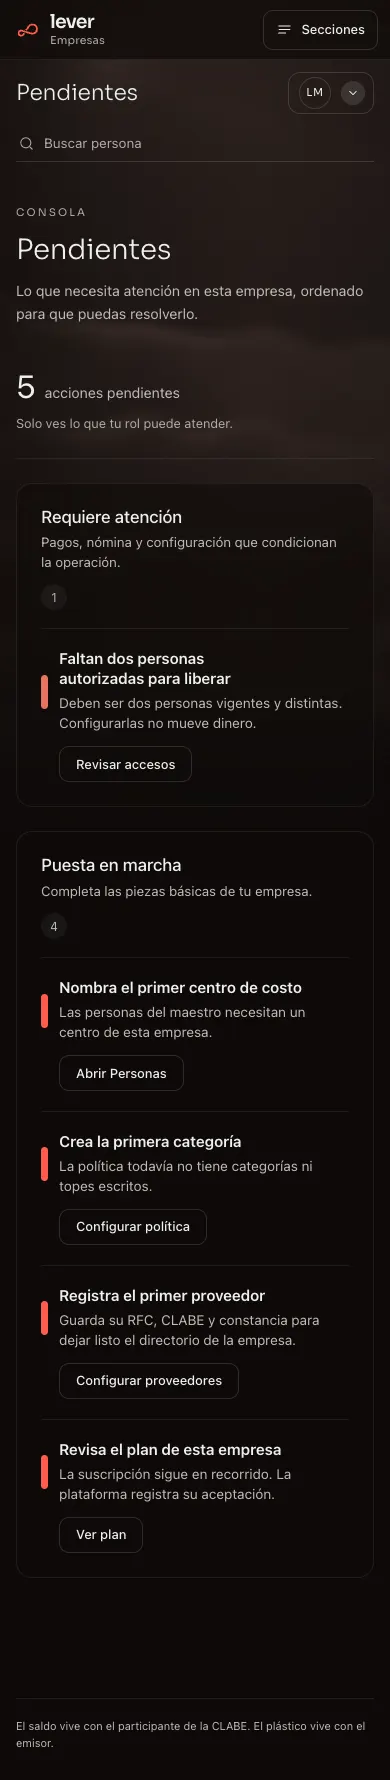 lever
Empresas
Secciones
Pendientes
LM
Buscar persona
CONSOLA
Pendientes
Lo que necesita atención en esta empresa, ordenado
para que puedas resolverlo.
5 acciones pendientes
Solo ves lo que tu rol puede atender.
Requiere atención
Pagos, nómina y configuración que condicionan
la operación.
1
Faltan dos personas
autorizadas para liberar
Deben ser dos personas vigentes y distintas.
Configurarlas no mueve dinero.
Revisar accesos
Puesta en marcha
Completa las piezas básicas de tu empresa.
4
Nombra el primer centro de costo
Las personas del maestro necesitan un
centro de esta empresa.
Abrir Personas
Crea la primera categoría
La política todavía no tiene categorías ni
topes escritos.
Configurar política
Registra el primer proveedor
Guarda su RFC, CLABE y constancia para
dejar listo el directorio de la empresa.
Configurar proveedores
Revisa el plan de esta empresa
La suscripción sigue en recorrido. La
plataforma registra su aceptación.
Ver plan
El saldo vive con el participante de la CLABE. El plástico vive con el
emisor.